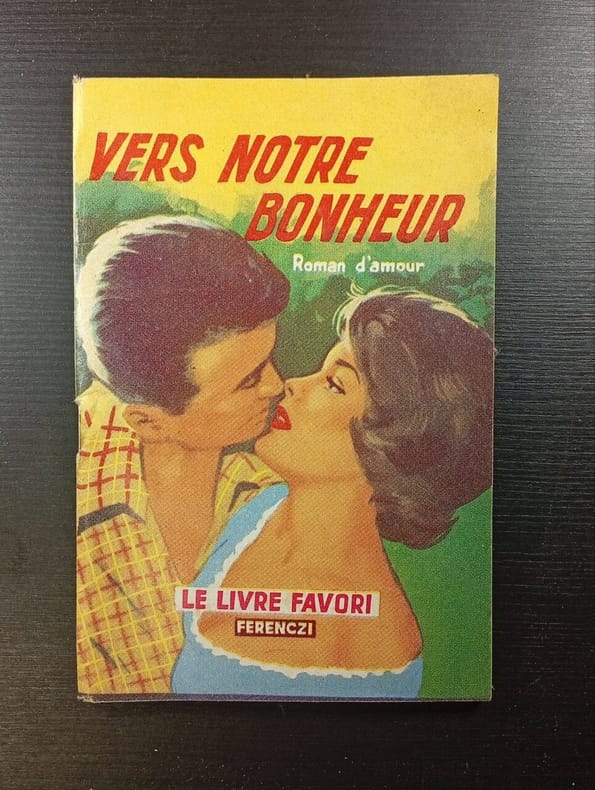 VERS NOTRE
BONHEUR
Roman d'amour
LE LIVRE FAVORI
FERENCZI